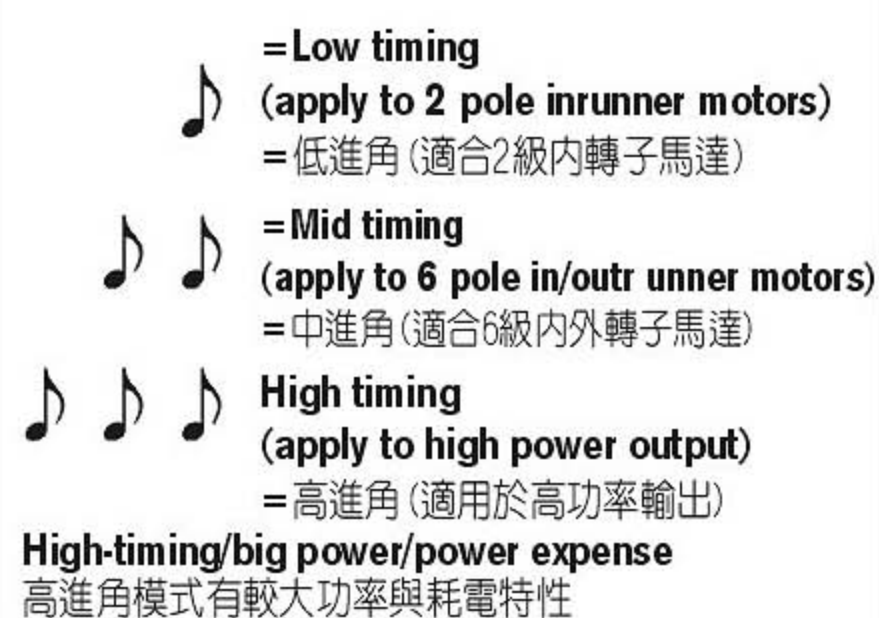 =Low timing
(apply to 2 pole inrunner motors)
=低進角(適合2級内轉子馬達)
=Mid timing
(apply to 6 pole in/outr unner motors)
=中進角(適合6級内外轉子馬達)
High timing
(apply to high power output)
=高進角(適用於高功率輸出)
High-timing/big power/power expense
高進角模式有較大功率與耗電特性